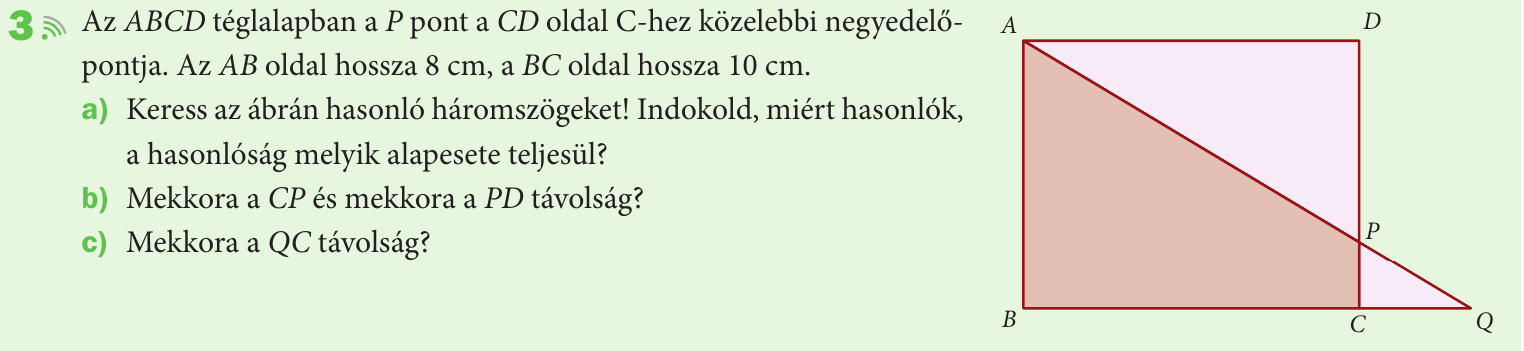 3 Az ABCD téglalapban a P pont a CD oldal C-hez közelebbi negyedelő-
pontja. Az AB oldal hossza 8 cm, a BC oldal hossza 10 cm.
a) Keress az ábrán hasonló háromszögeket! Indokold, miért hasonlók,
a hasonlóság melyik alapesete teljesül?
b) Mekkora a CP és mekkora a PD távolság?
c) Mekkora a QC távolság?
A
D
P
B
C
Q